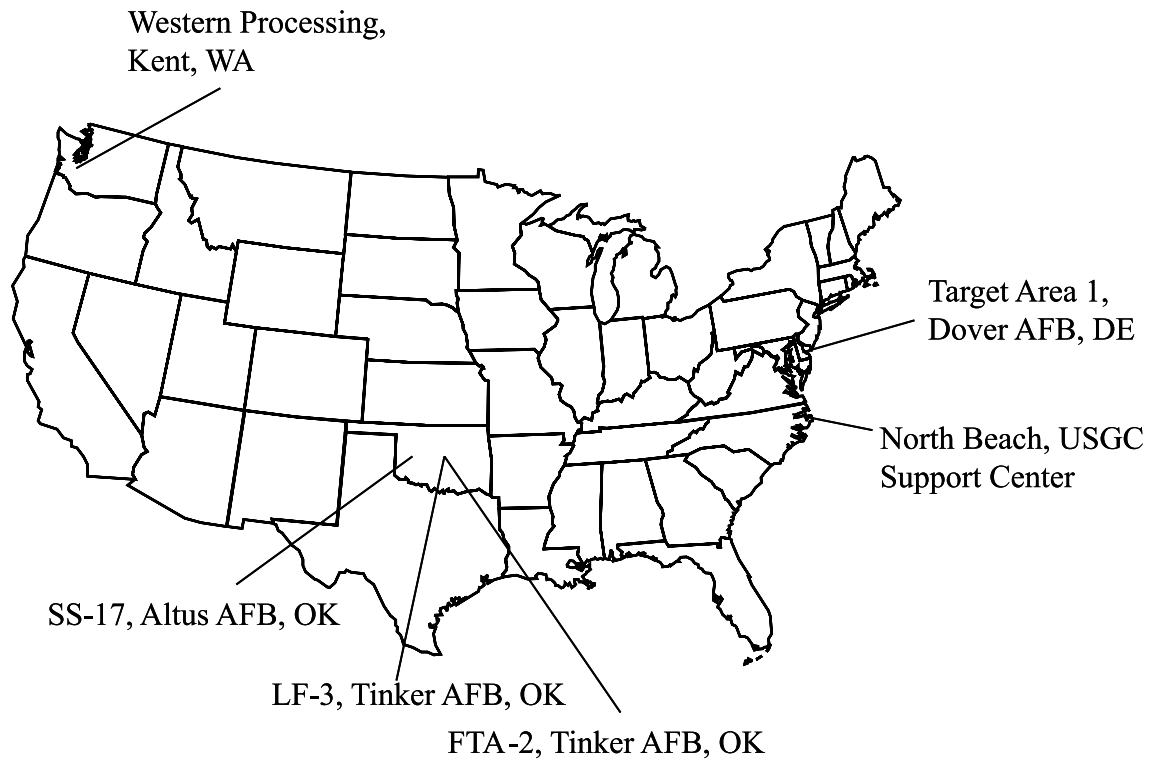 Western Processing,
Kent, WA
Target Area 1,
Dover AFB, DE
North Beach, USGC
Support Center
SS-17, Altus AFB, OK
LF-3, Tinker AFB, OK
FTA-2, Tinker AFB, OK